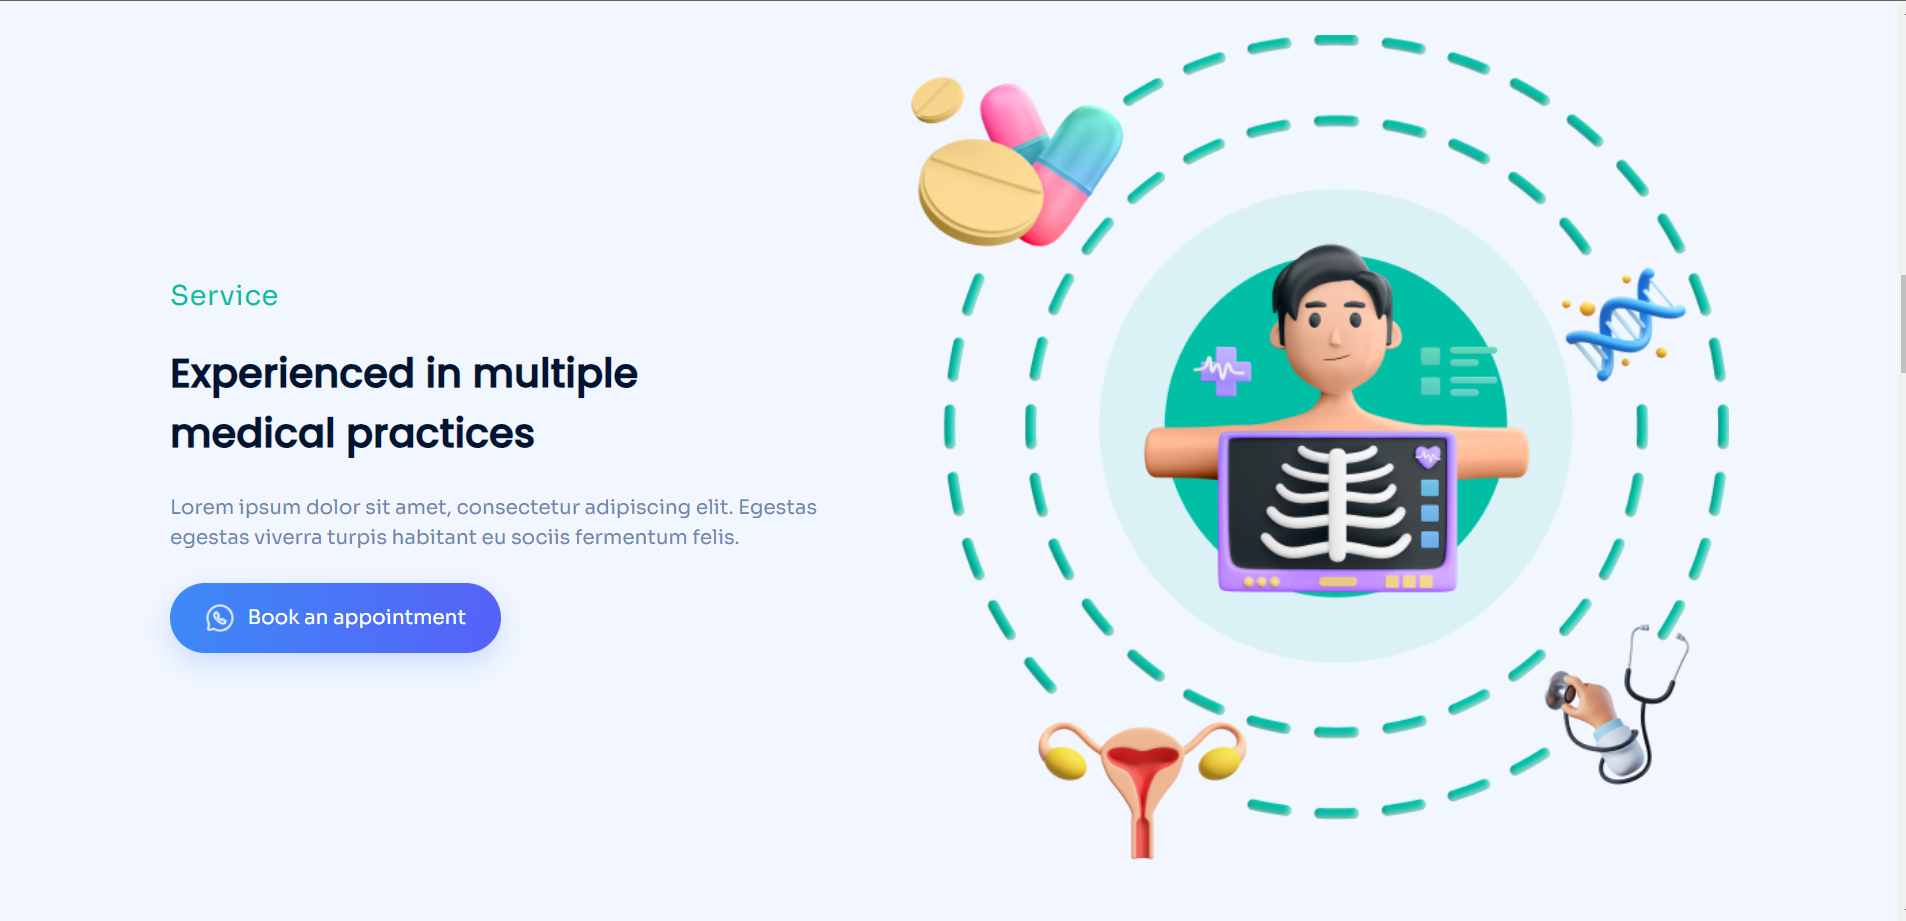 Service
Experienced in multiple
medical practices
Lorem ipsum dolor sit amet, consectetur adipiscing elit. Egestas
egestas viverra turpis habitant eu sociis fermentum felis.
Book an appointment